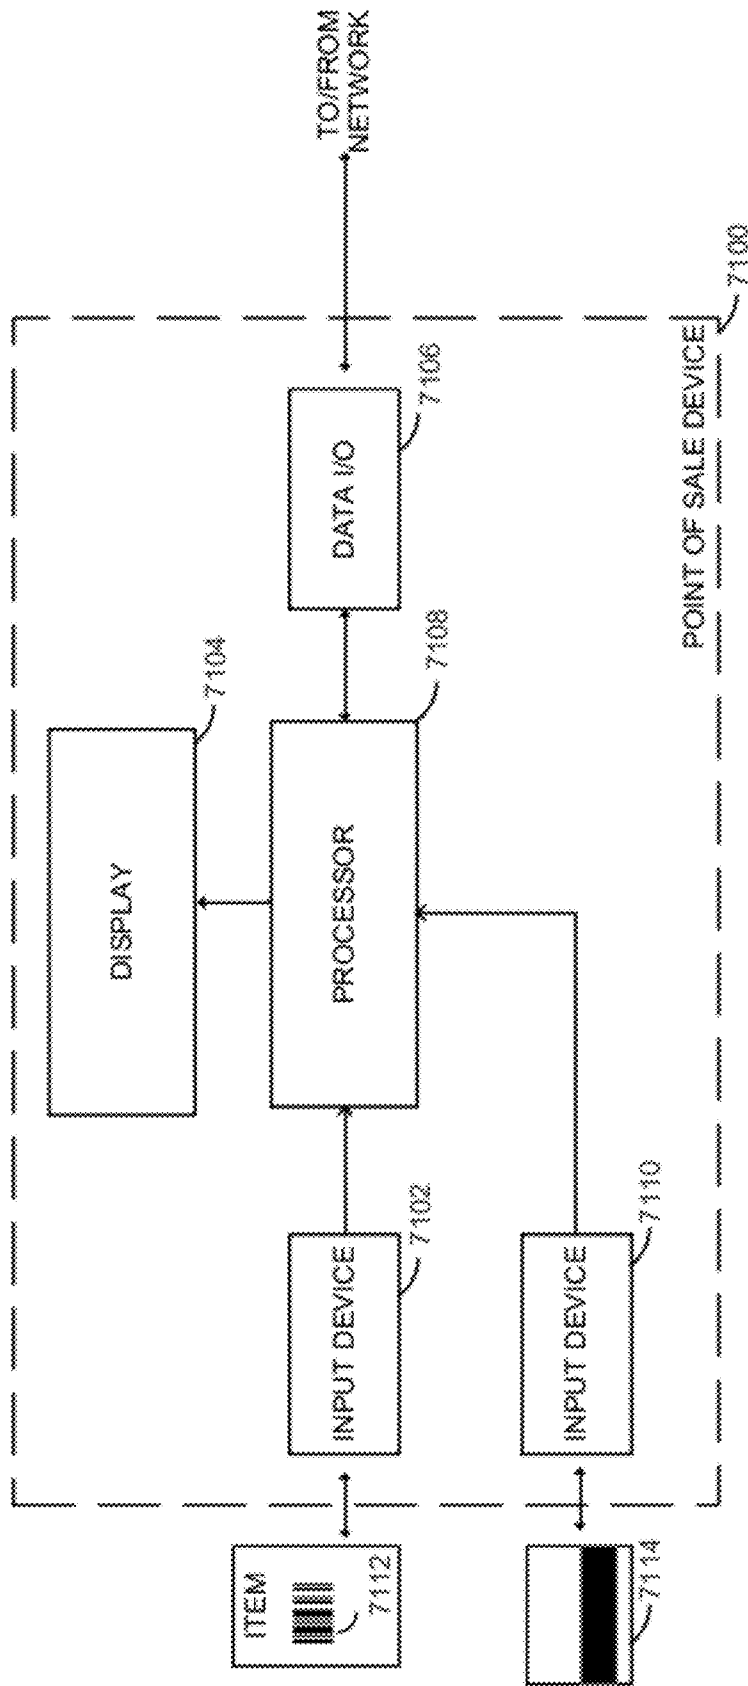 ITEM
7112
7114
INPUT DEVICE
7102
INPUT DEVICE
7110
DISPLAY
7104
PROCESSOR
7108
DATA I/O
7106
POINT OF SALE DEVICE
7100
TO/FROM
NETWORK